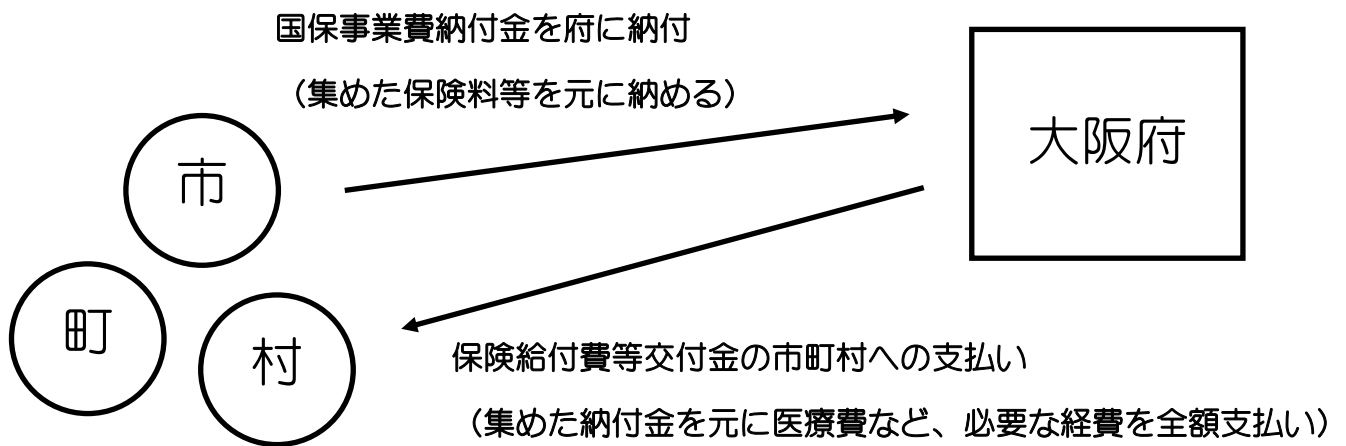 国保事業費納付金を府に納付
（集めた保険料等を元に納める）
大阪府
市
町
村
保険給付費等交付金の市町村への支払い
（集めた納付金を元に医療費など、必要な経費を全額支払い）